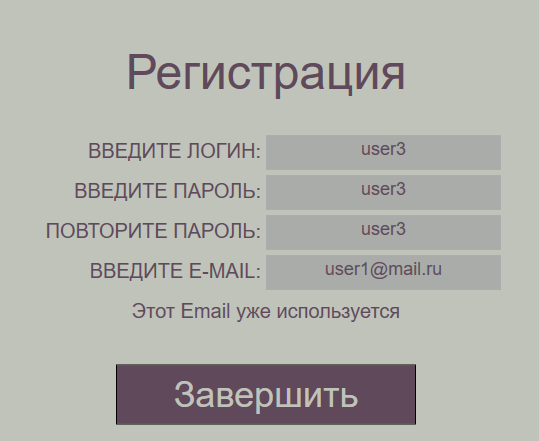 Регистрация
ВВЕДИТЕ ЛОГИН: user3
ВВЕДИТЕ ПАРОЛЬ: user3
ПОВТОРИТЕ ПАРОЛЬ: user3
ВВЕДИТЕ E-MAIL: user1@mail.ru
Этот Email уже используется
Завершить